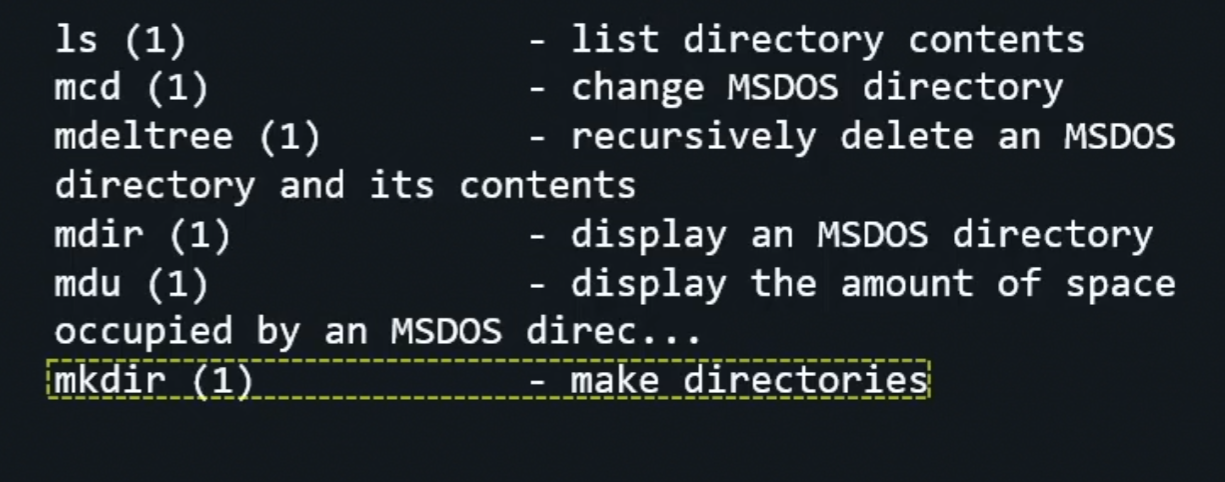 ls (1)               - list directory contents
mcd (1)              - change MSDOS directory
mdeltree (1)         - recursively delete an MSDOS
directory and its contents
mdir (1)             - display an MSDOS directory
mdu (1)              - display the amount of space
occupied by an MSDOS direc...
mkdir (1)            - make directories